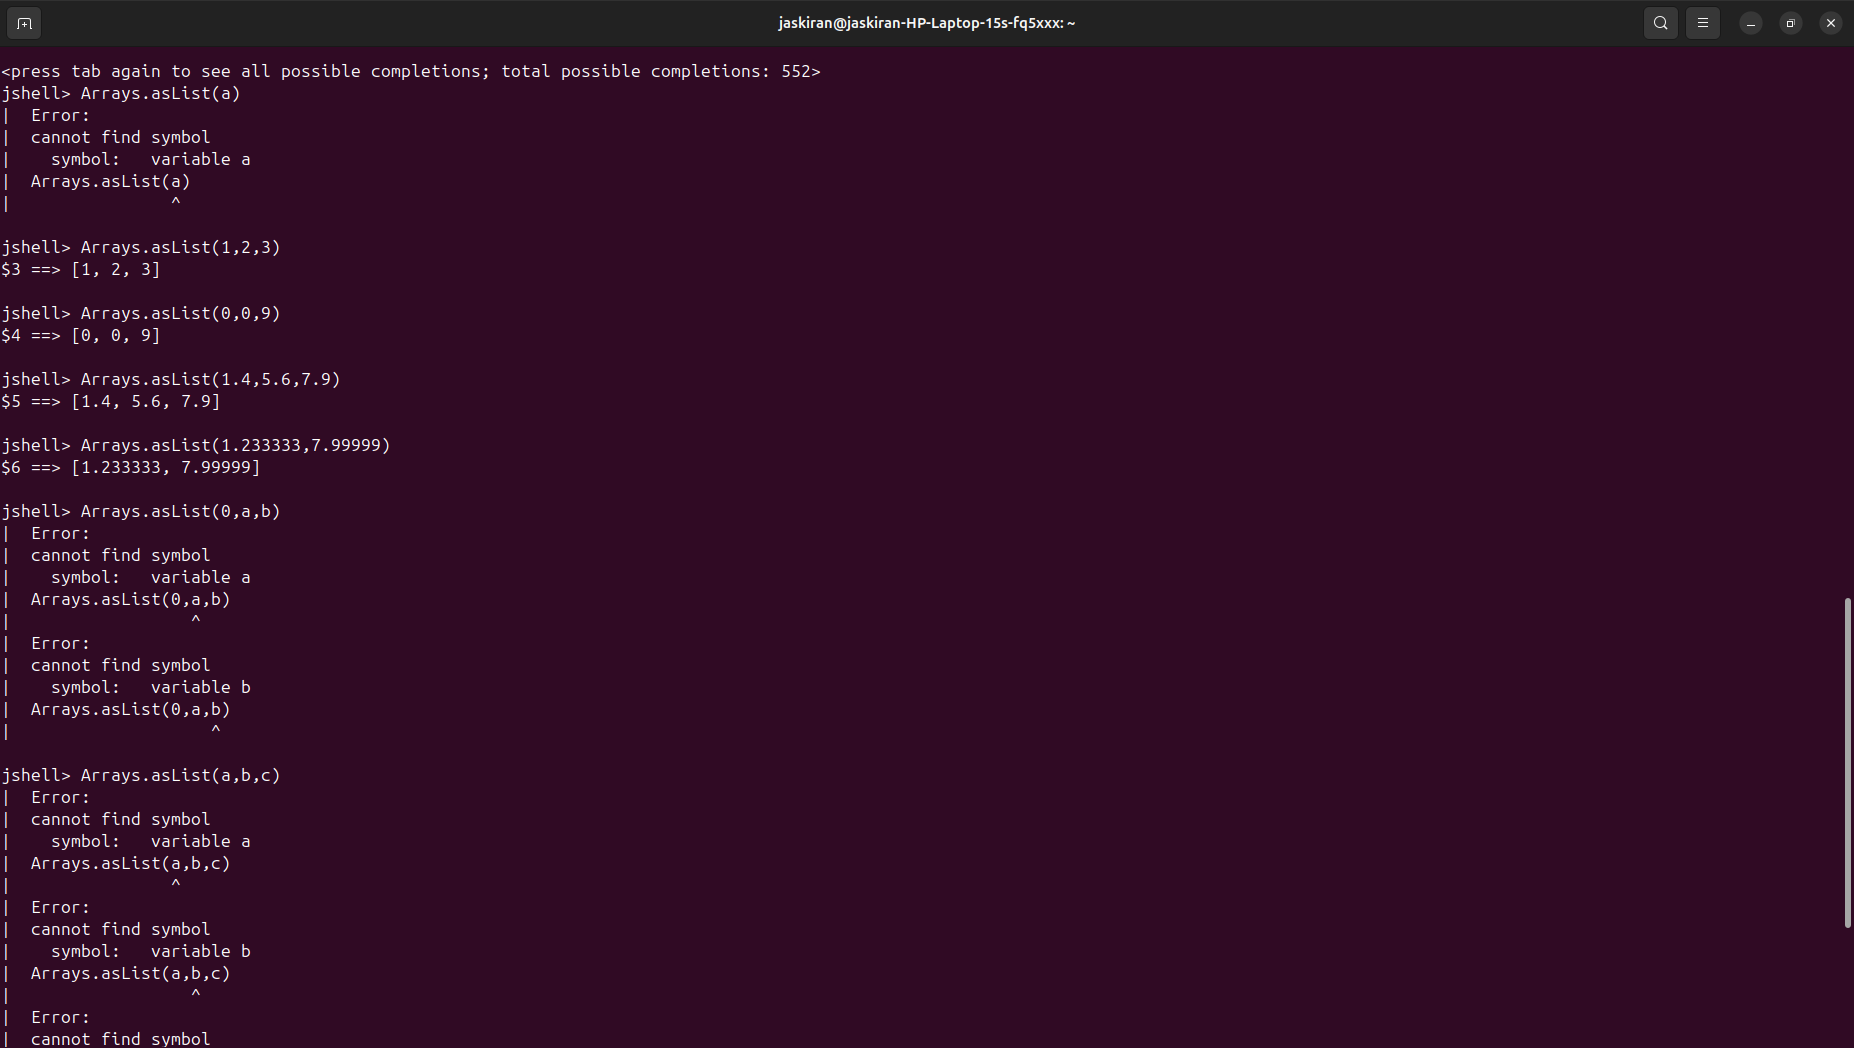 jaskiran@jaskiran-HP-Laptop-15s-fq5xxx: ~
<press tab again to see all possible completions; total possible completions: 552>
jshell> Arrays.asList(a)
|  Error:
|  cannot find symbol
|    symbol:   variable a
|  Arrays.asList(a)
|                ^
jshell> Arrays.asList(1,2,3)
$3 ==> [1, 2, 3]
jshell> Arrays.asList(0,0,9)
$4 ==> [0, 0, 9]
jshell> Arrays.asList(1.4,5.6,7.9)
$5 ==> [1.4, 5.6, 7.9]
jshell> Arrays.asList(1.233333,7.99999)
$6 ==> [1.233333, 7.99999]
jshell> Arrays.asList(0,a,b)
|  Error:
|  cannot find symbol
|    symbol:   variable a
|  Arrays.asList(0,a,b)
|                  ^
|  Error:
|  cannot find symbol
|    symbol:   variable b
|  Arrays.asList(0,a,b)
|                    ^
jshell> Arrays.asList(a,b,c)
|  Error:
|  cannot find symbol
|    symbol:   variable a
|  Arrays.asList(a,b,c)
|                ^
|  Error:
|  cannot find symbol
|    symbol:   variable b
|  Arrays.asList(a,b,c)
|                  ^
|  Error:
|  cannot find symbol